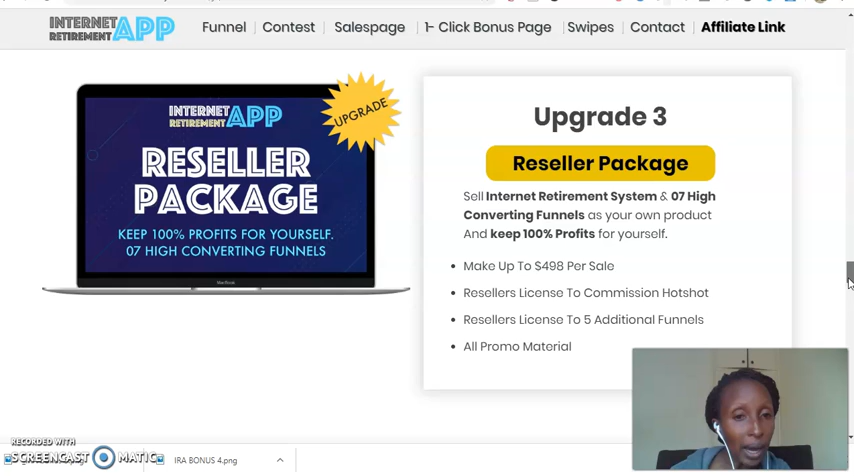 INTERNET RETIREMENT APP
Funnel
Contest
Salespage
1- Click Bonus Page
Swipes
Contact
Affiliate Link
INTERNET RETIREMENT APP
UPGRADE
RESELLER
PACKAGE
KEEP 100% PROFITS FOR YOURSELF.
07 HIGH CONVERTING FUNNELS
MacBook
Upgrade 3
Reseller Package
Sell Internet Retirement System & 07 High
Converting Funnels as your own product
And keep 100% Profits for yourself.
Make Up To $498 Per Sale
Resellers License To Commission Hotshot
Resellers License To 5 Additional Funnels
All Promo Material
RECORDED WITH
SCREENCAST MATIC
IRA BONUS 4.png